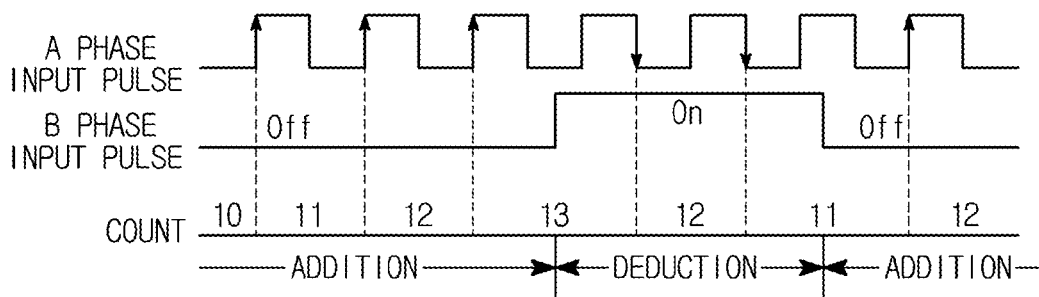 A PHASE
INPUT PULSE
B PHASE
INPUT PULSE
Off
On
Off
COUNT
10 11 12 13 12 11 12
ADDITION DEDUCTION ADDITION